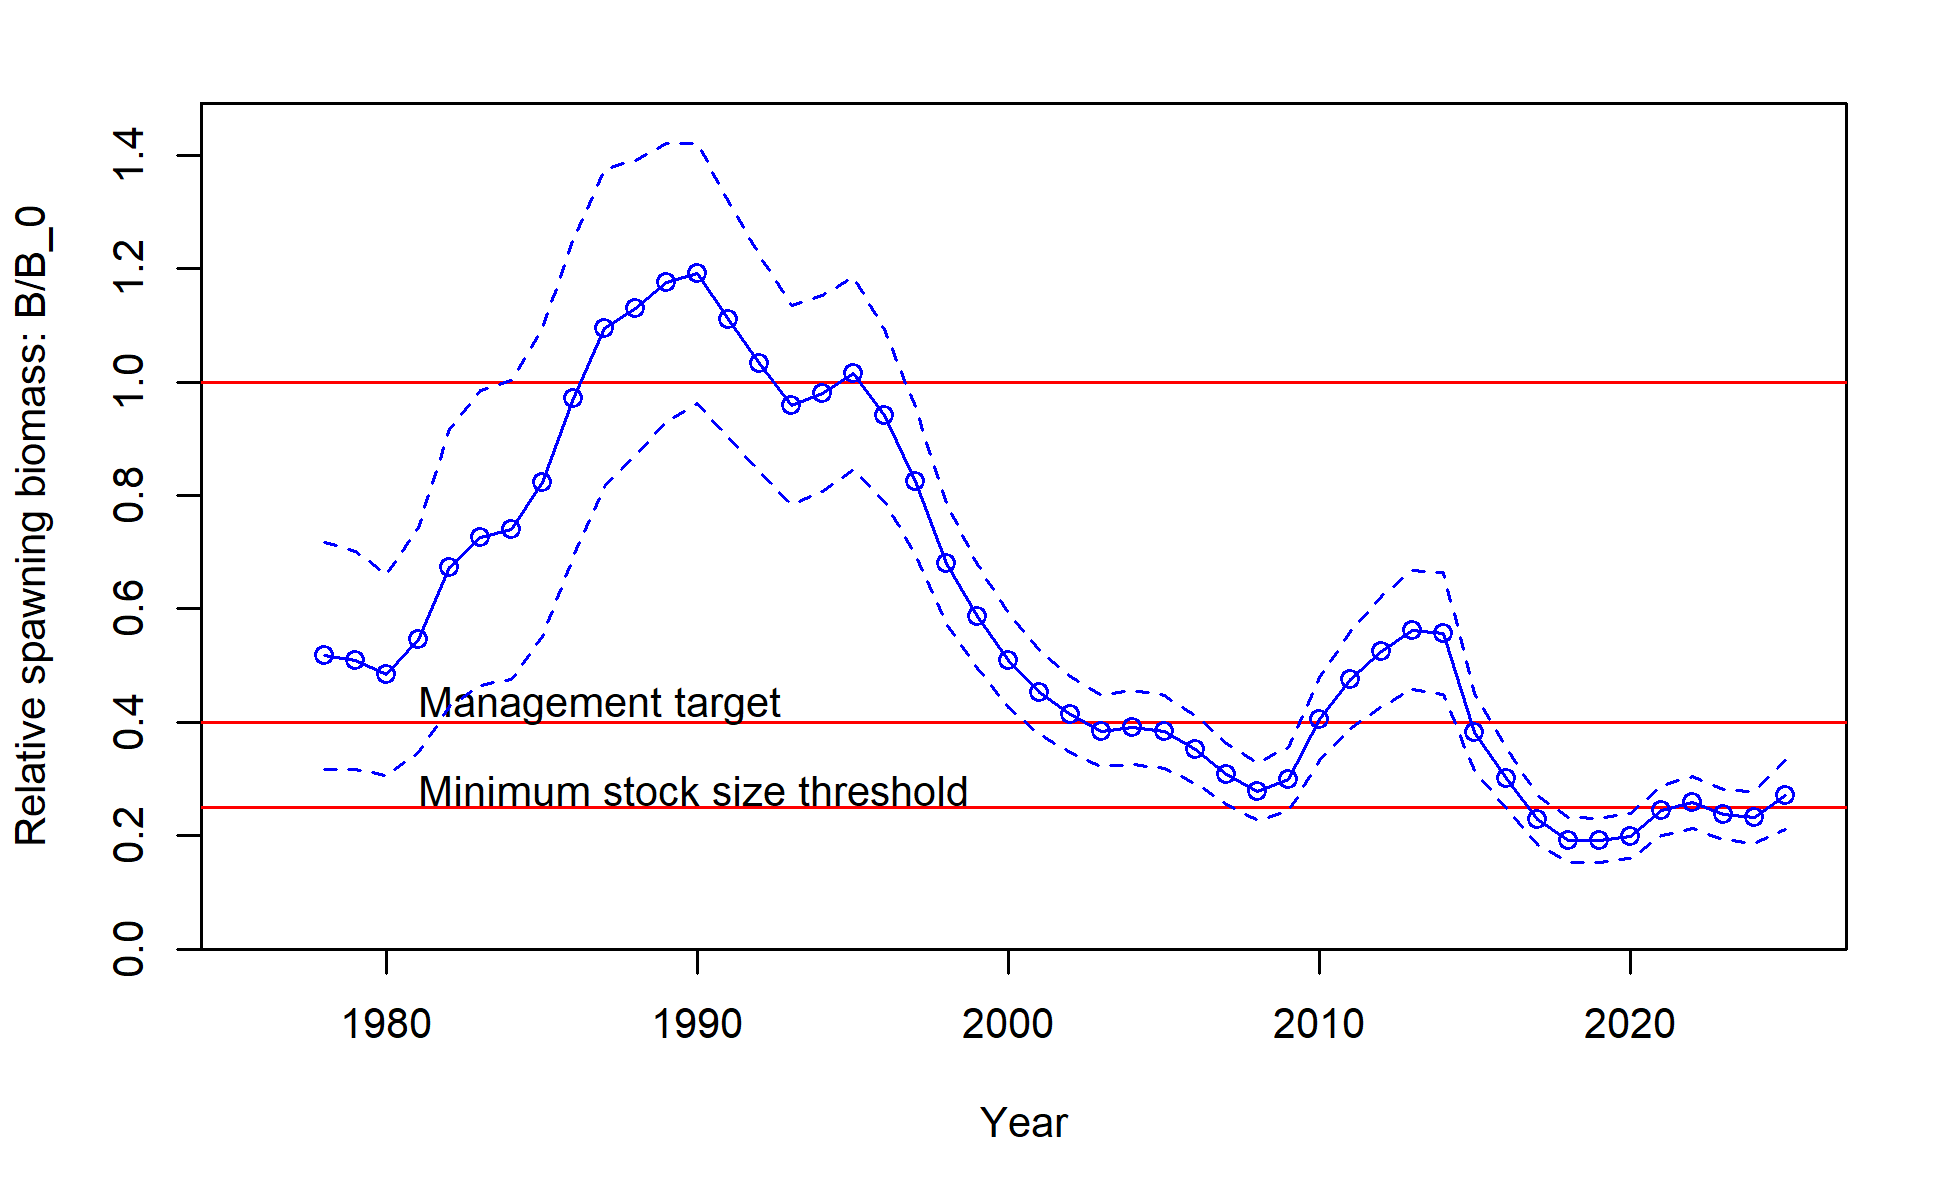 Relative spawning biomass: B/B_0
1.4
1.2
1.0
0.8
0.6
0.4
0.2
0.0
Management target
Minimum stock size threshold
1980 1990 2000 2010 2020
Year